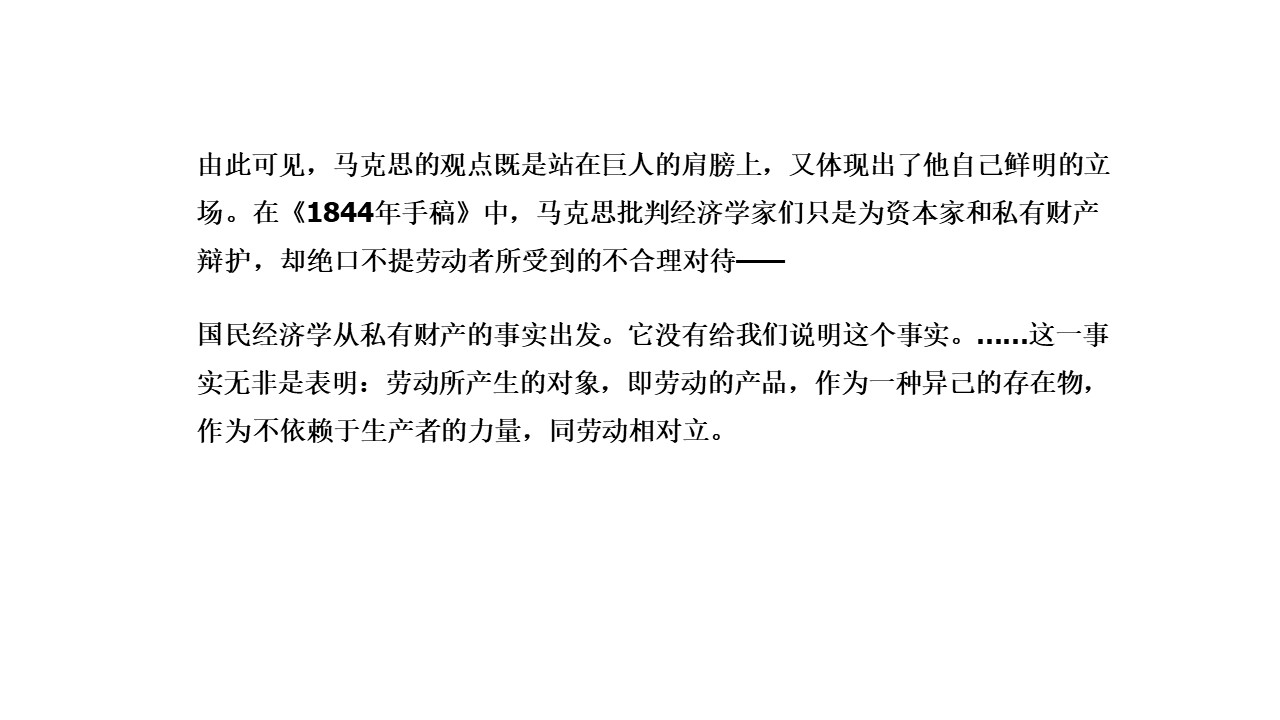 由此可见，马克思的观点既是站在巨人的肩膀上，又体现出了他自己鲜明的立
场。在《1844年手稿》中，马克思批判经济学家们只是为资本家和私有财产
辩护，却绝口不提劳动者所受到的不合理对待——
国民经济学从私有财产的事实出发。它没有给我们说明这个事实。……这一事
实无非是表明：劳动所产生的对象，即劳动的产品，作为一种异己的存在物，
作为不依赖于生产者的力量，同劳动相对立。